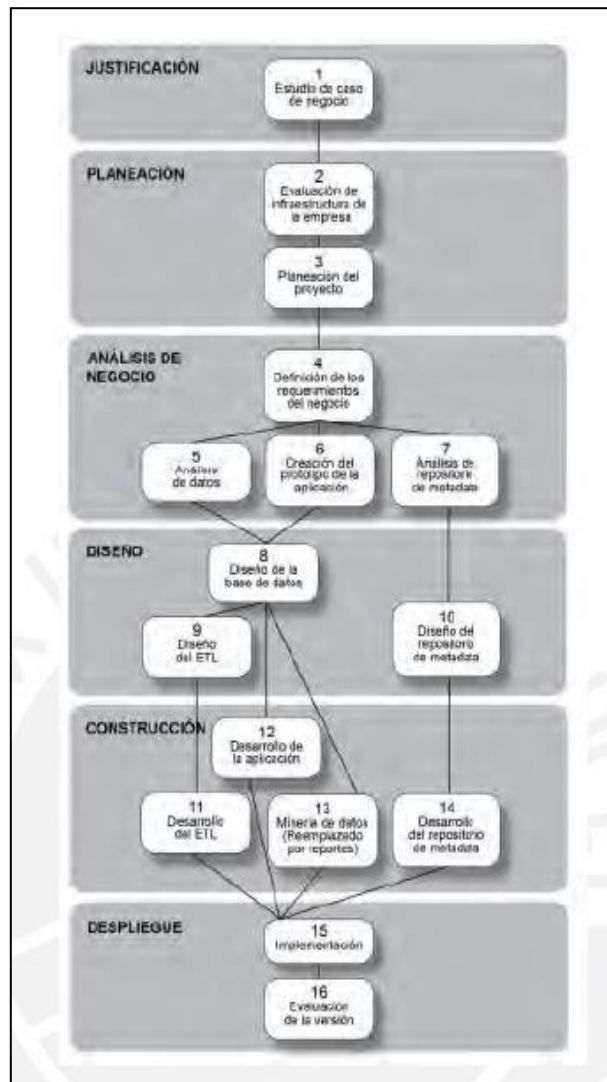 JUSTIFICACIÓN
1
Estudio de caso
de negocio
PLANEACIÓN
2
Evaluación de
infraestructura de
la empresa
3
Planeación del
proyecto
ANÁLISIS DE
NEGOCIO
4
Definición de los
requerimientos
del negocio
5
Análisis
de datos
6
Creación del
prototipo de la
aplicación
7
Análisis de
repositorio
de metadata
DISEÑO
8
Diseño de la
base de datos
9
Diseño
del ETL
10
Diseño del
repositorio
de metadata
CONSTRUCCIÓN
12
Desarrollo de
la aplicación
11
Desarrollo
del ETL
13
Minería de datos
(Reemplazado
por reportes)
14
Desarrollo
del repositorio
de metadata
DESPLIEGUE
15
Implementación
16
Evaluación
de la versión